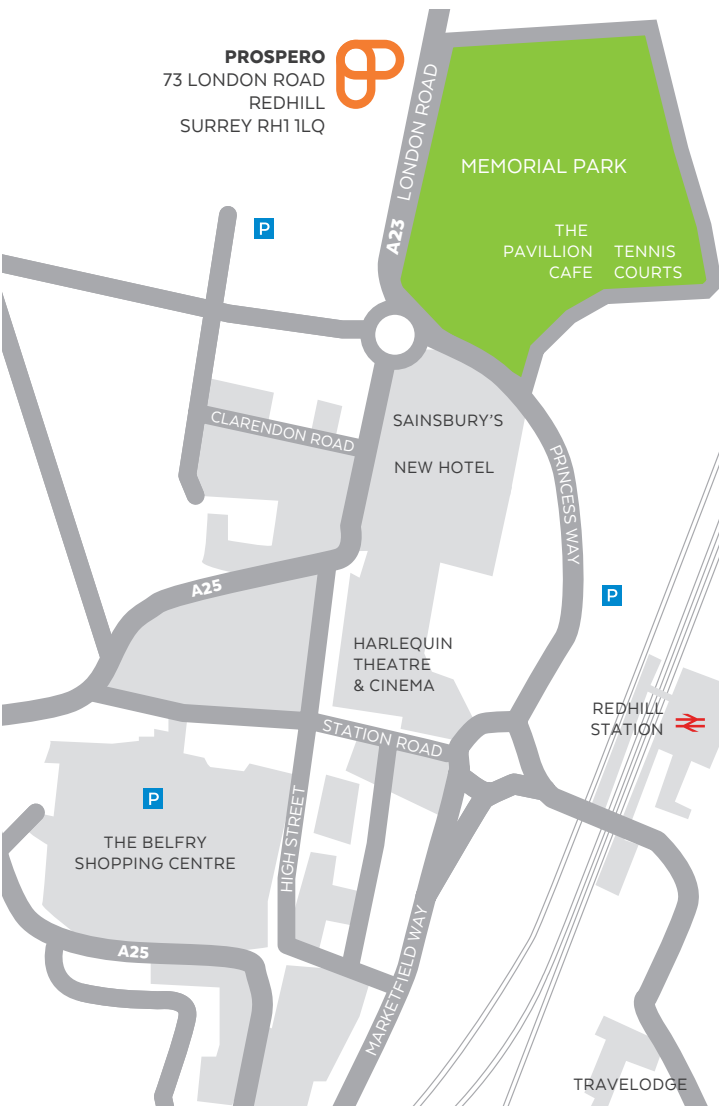 PROSPERO
73 LONDON ROAD
REDHILL
SURREY RH1 1LQ
LONDON ROAD
A23
MEMORIAL PARK
THE
PAVILLION
CAFE
TENNIS
COURTS
P
CLARENDON ROAD
SAINSBURY'S
NEW HOTEL
PRINCESS WAY
A25
P
HARLEQUIN
THEATRE
& CINEMA
REDHILL
STATION
STATION ROAD
P
THE BELFRY
SHOPPING CENTRE
HIGH STREET
A25
MARKETFIELD WAY
TRAVELODGE